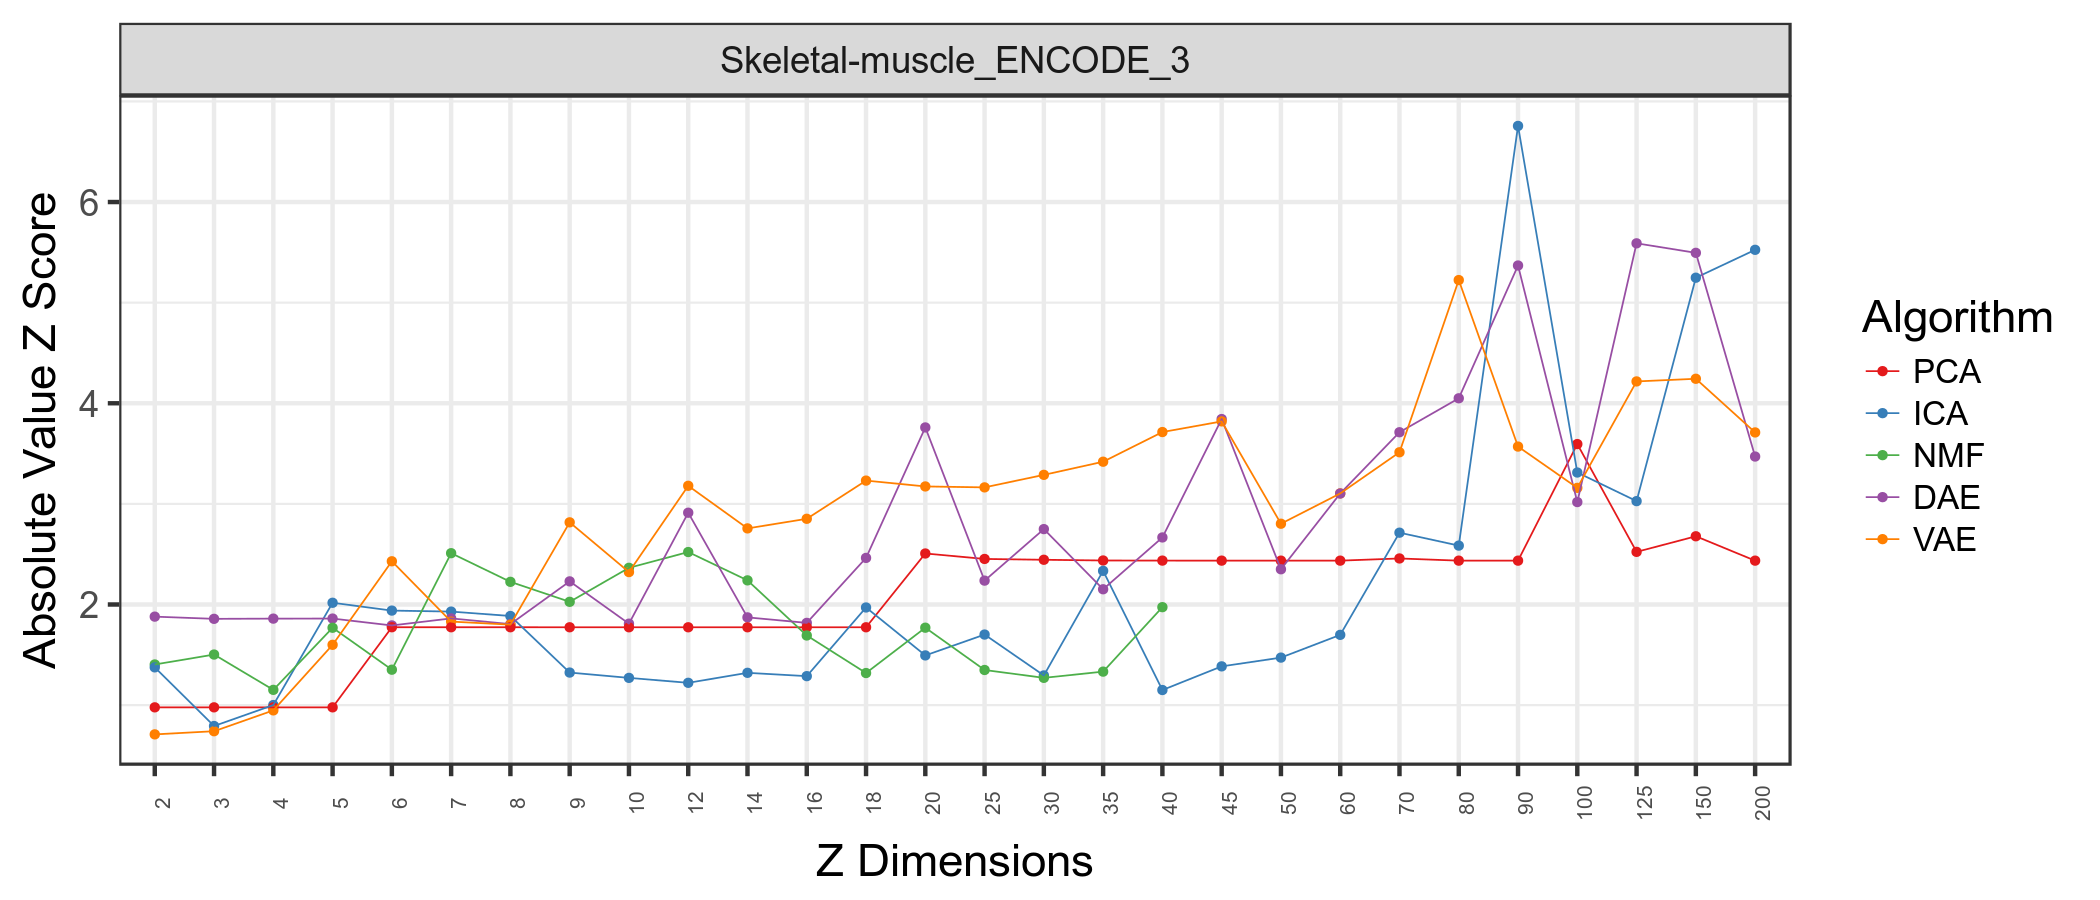 Skeletal-muscle_ENCODE_3
Absolute Value Z Score
6
4
2
2 3 4 5 6 7 8 9 10 12 14 16 18 20 25 30 35 40 45 50 60 70 80 90 100 125 150 200
Z Dimensions
Algorithm
PCA
ICA
NMF
DAE
VAE